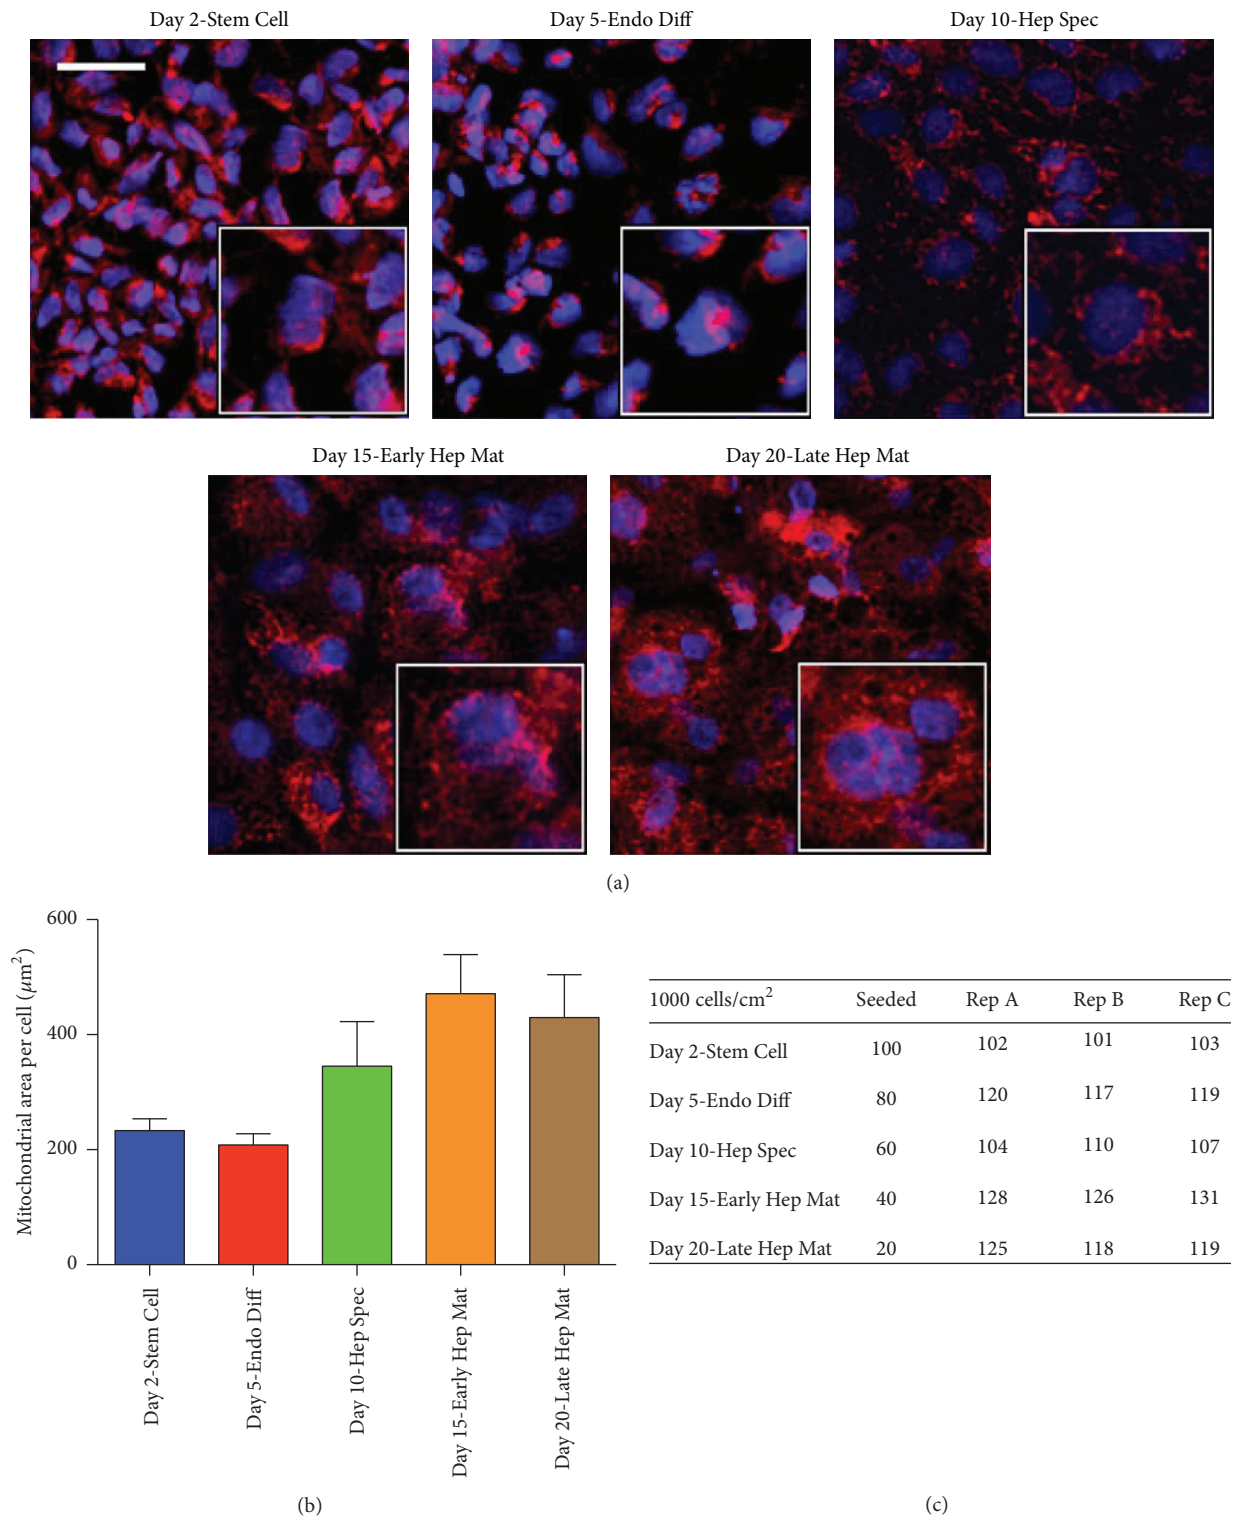 Day 2-Stem Cell
Day 5-Endo Diff
Day 10-Hep Spec
Day 15-Early Hep Mat
Day 20-Late Hep Mat
(a)
600
400
200
0
Mitochondrial area per cell (μm²)
Day 2-Stem Cell
Day 5-Endo Diff
Day 10-Hep Spec
Day 15-Early Hep Mat
Day 20-Late Hep Mat
(b)
1000 cells/cm² Seeded Rep A Rep B Rep C
Day 2-Stem Cell 100 102 101 103
Day 5-Endo Diff 80 120 117 119
Day 10-Hep Spec 60 104 110 107
Day 15-Early Hep Mat 40 128 126 131
Day 20-Late Hep Mat 20 125 118 119
(c)